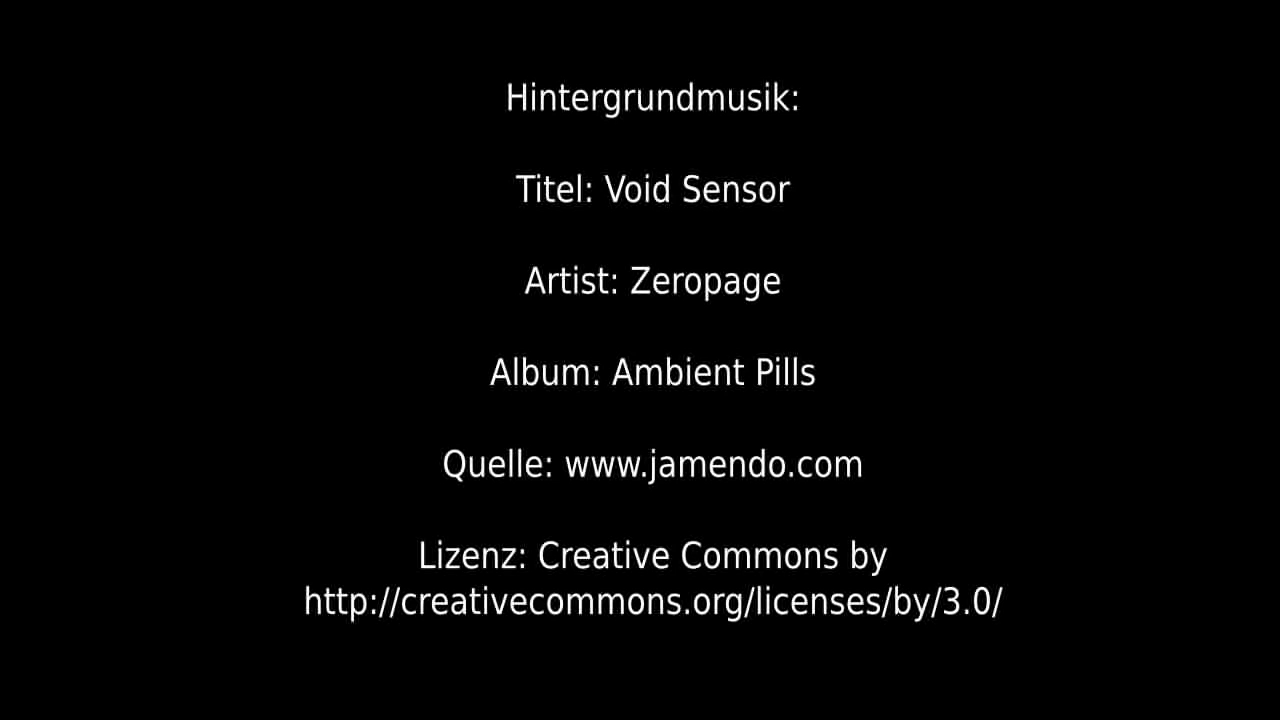 Hintergrundmusik:
Titel: Void Sensor
Artist: Zeropage
Album: Ambient Pills
Quelle: www.jamendo.com
Lizenz: Creative Commons by
http://creativecommons.org/licenses/by/3.0/